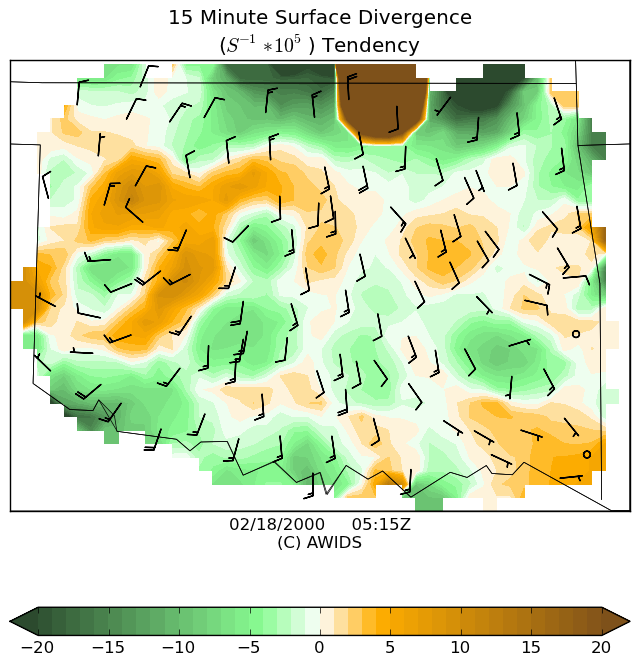 15 Minute Surface Divergence
(S⁻¹ ∗ 10⁵ ) Tendency
02/18/2000 05:15Z
(C) AWIDS
−20 −15 −10 −5 0 5 10 15 20